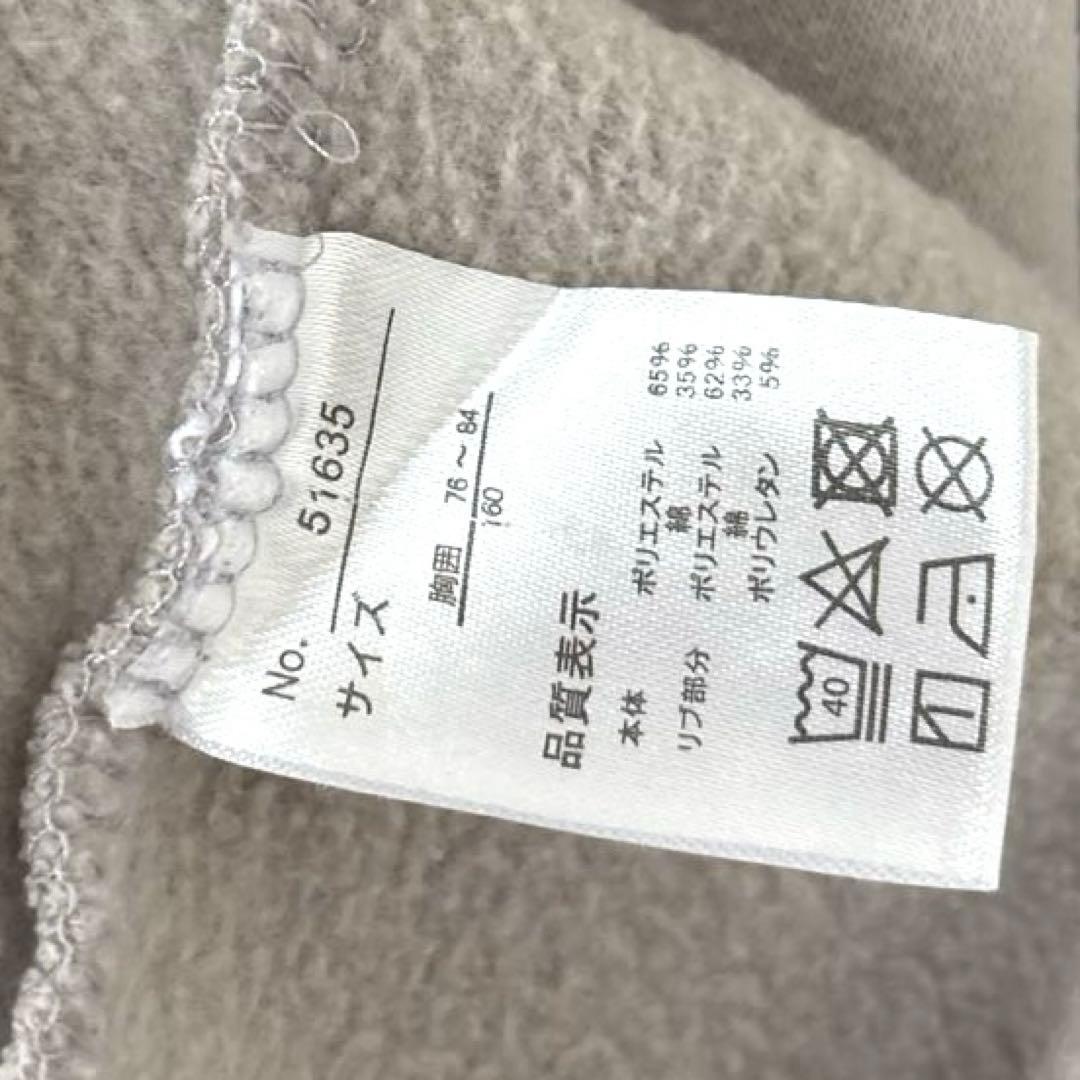 No. 51635
サイズ
胸囲 76～84
160
品質表示
本体 ポリエステル 65%
綿 35%
リブ部分 ポリエステル 62%
綿 33%
ポリウレタン 5%
40